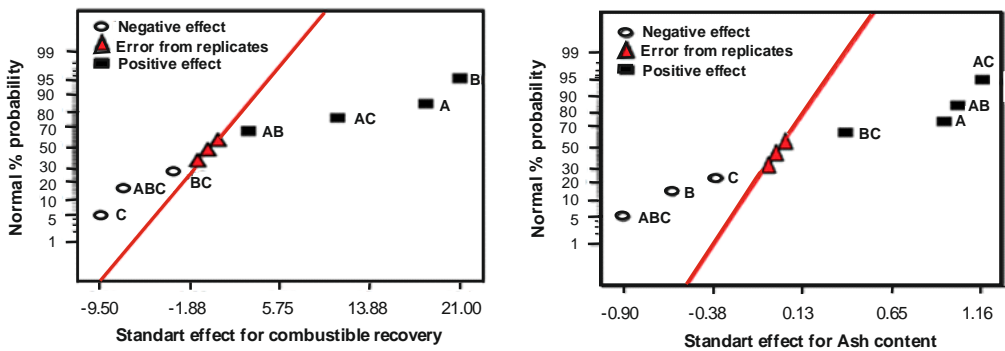 Negative effect
Error from replicates
Positive effect
Normal % probability
99
95
90
80
70
50
30
20
10
5
1
B
A
AC
AB
BC
ABC
C
-9.50
-1.88
5.75
13.88
21.00
Standart effect for combustible recovery
Negative effect
Error from replicates
Positive effect
Normal % probability
99
95
90
80
70
50
30
20
10
5
1
AC
AB
A
BC
C
B
ABC
-0.90
-0.38
0.13
0.65
1.16
Standart effect for Ash content